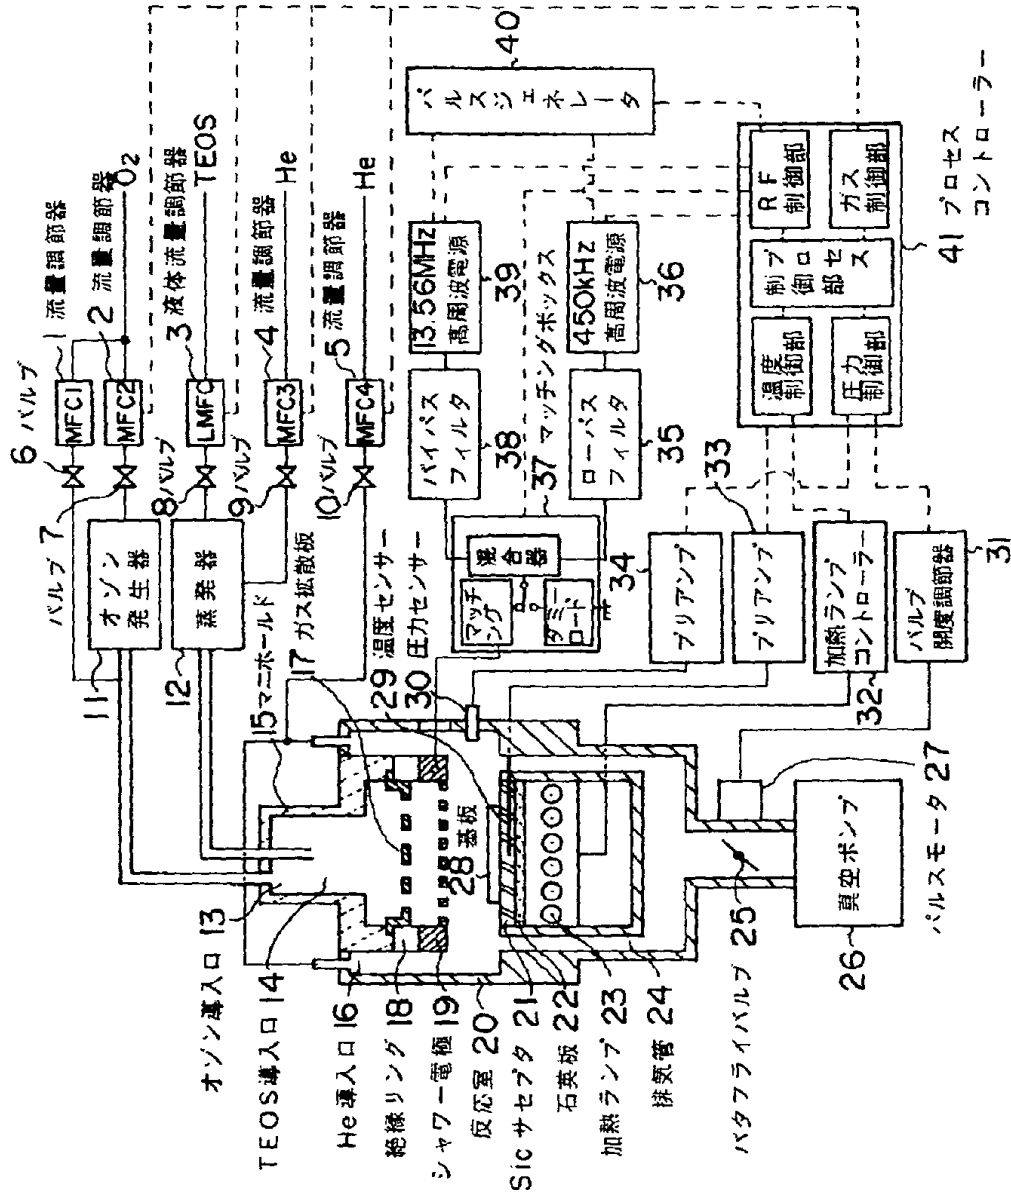 6 バルブ
1 流量調節器
2 流量調節器
O2
3 液体流量調節器
TEOS
4 流量調節器
He
5 流量調節器
He
MFC1
MFC2
LMFC
MFC3
MFC4
バルブ 7
8 バルブ
9 バルブ
10 バルブ
オゾン
発生器
11
蒸発器
12
15 マニホールド
17 ガス拡散板
29 温度センサー
30 圧力センサー
オゾン導入口 13
TEOS導入口 14
He導入口 16
絶縁リング 18
シャワー電極 19
反応室 20
Sicサセプタ 21
石英板 22
加熱ランプ 23
排気管 24
28 基板
バタフライバルブ 25
真空ポンプ
26
パルスモータ 27
パルスジェネレータ
40
13.56MHz
高周波電源
39
450kHz
高周波電源
36
バイパス
フィルタ
38
ローパス
フィルタ
35
37 マッチングボックス
混合器
マッチ
ング
ダミー
ロード
プリアンプ
34
プリアンプ
33
加熱ランプ
コントローラー
32
バルブ
開度調節器
31
RF
制御部
ガス
制御部
プロセス
制御部
温度
制御部
圧力
制御部
41 プロセス
コントローラー